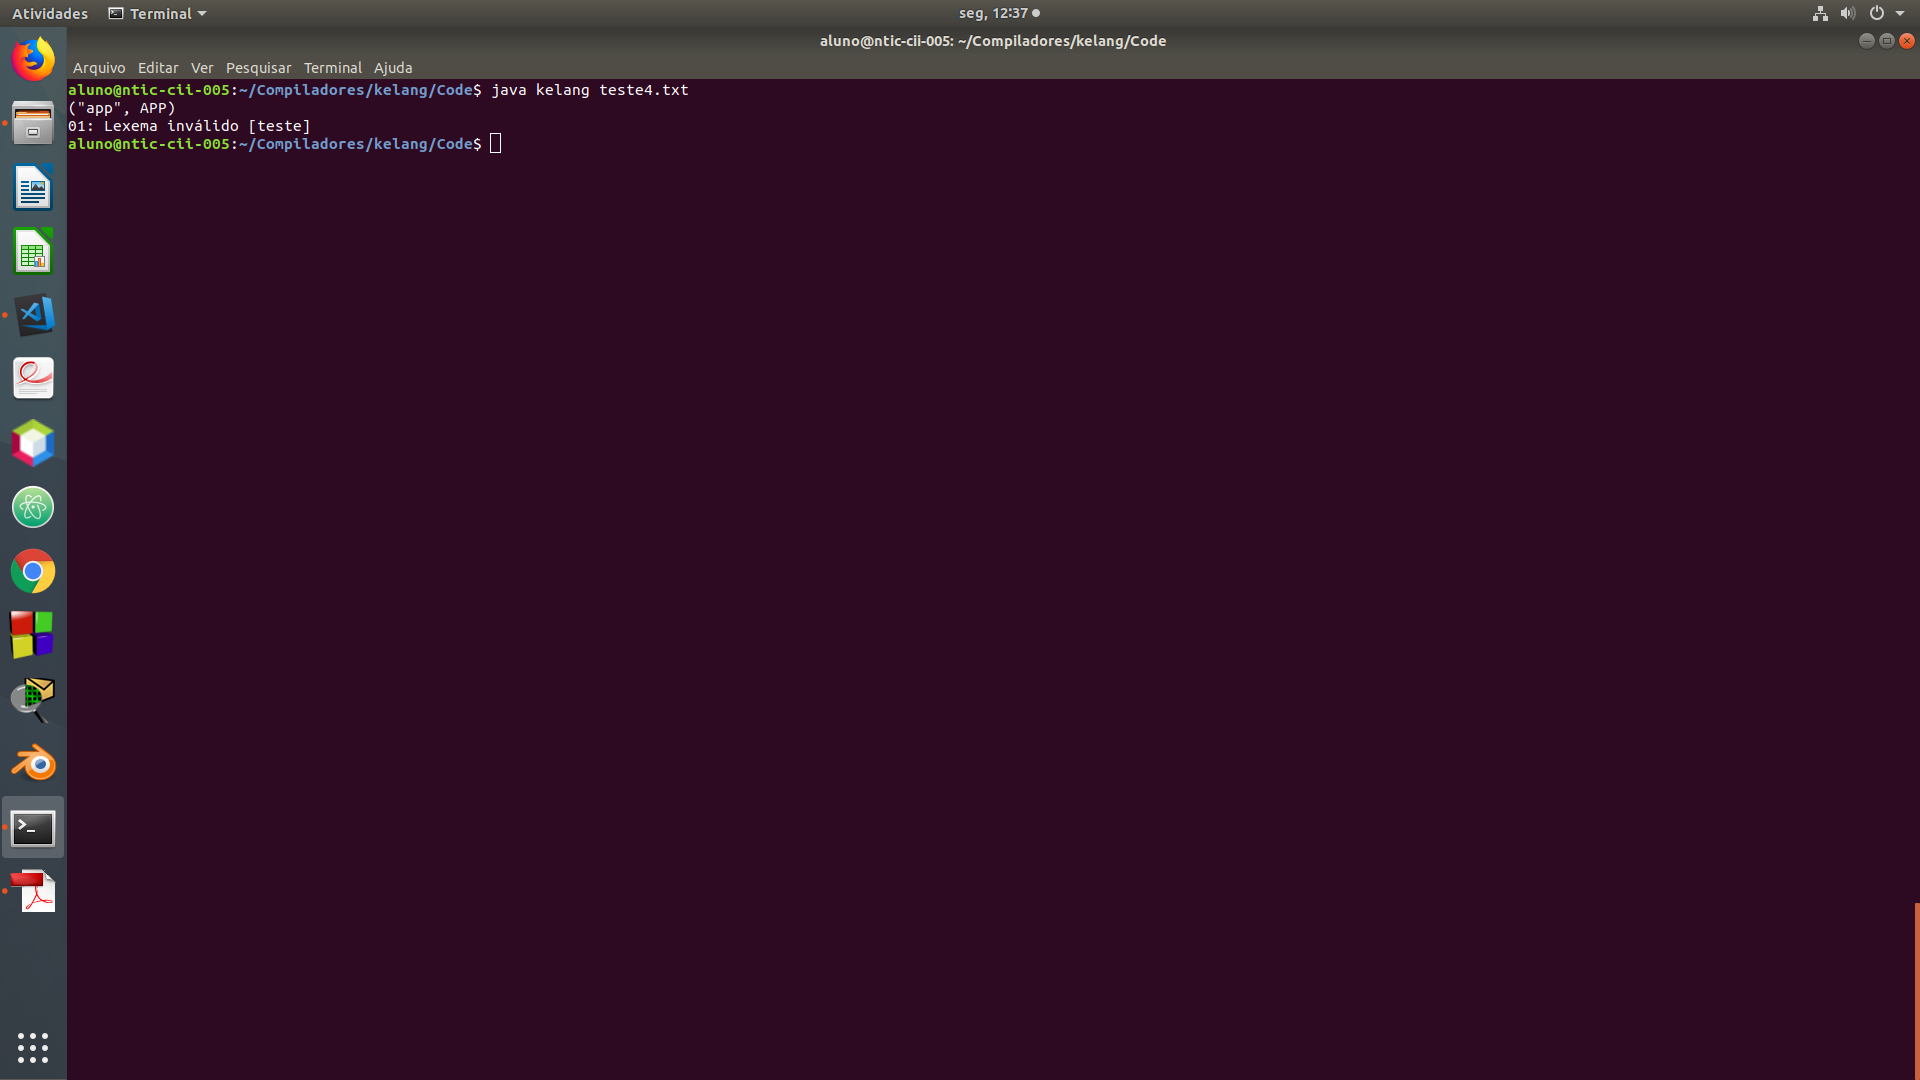 Atividades Terminal seg, 12:37
aluno@ntic-cii-005: ~/Compiladores/kelang/Code
Arquivo Editar Ver Pesquisar Terminal Ajuda
aluno@ntic-cii-005:~/Compiladores/kelang/Code$ java kelang teste4.txt
("app", APP)
01: Lexema inválido [teste]
aluno@ntic-cii-005:~/Compiladores/kelang/Code$